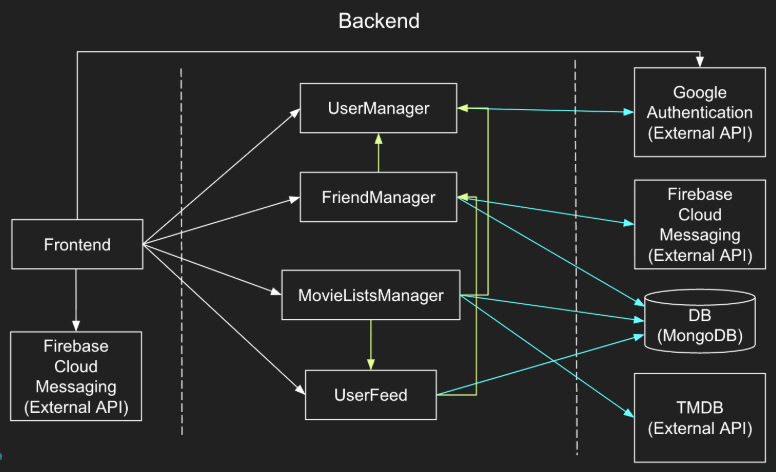 Backend
UserManager
Google
Authentication
(External API)
FriendManager
Firebase
Cloud
Messaging
(External API)
Frontend
MovieListsManager
DB
(MongoDB)
Firebase
Cloud
Messaging
(External API)
UserFeed
TMDB
(External API)